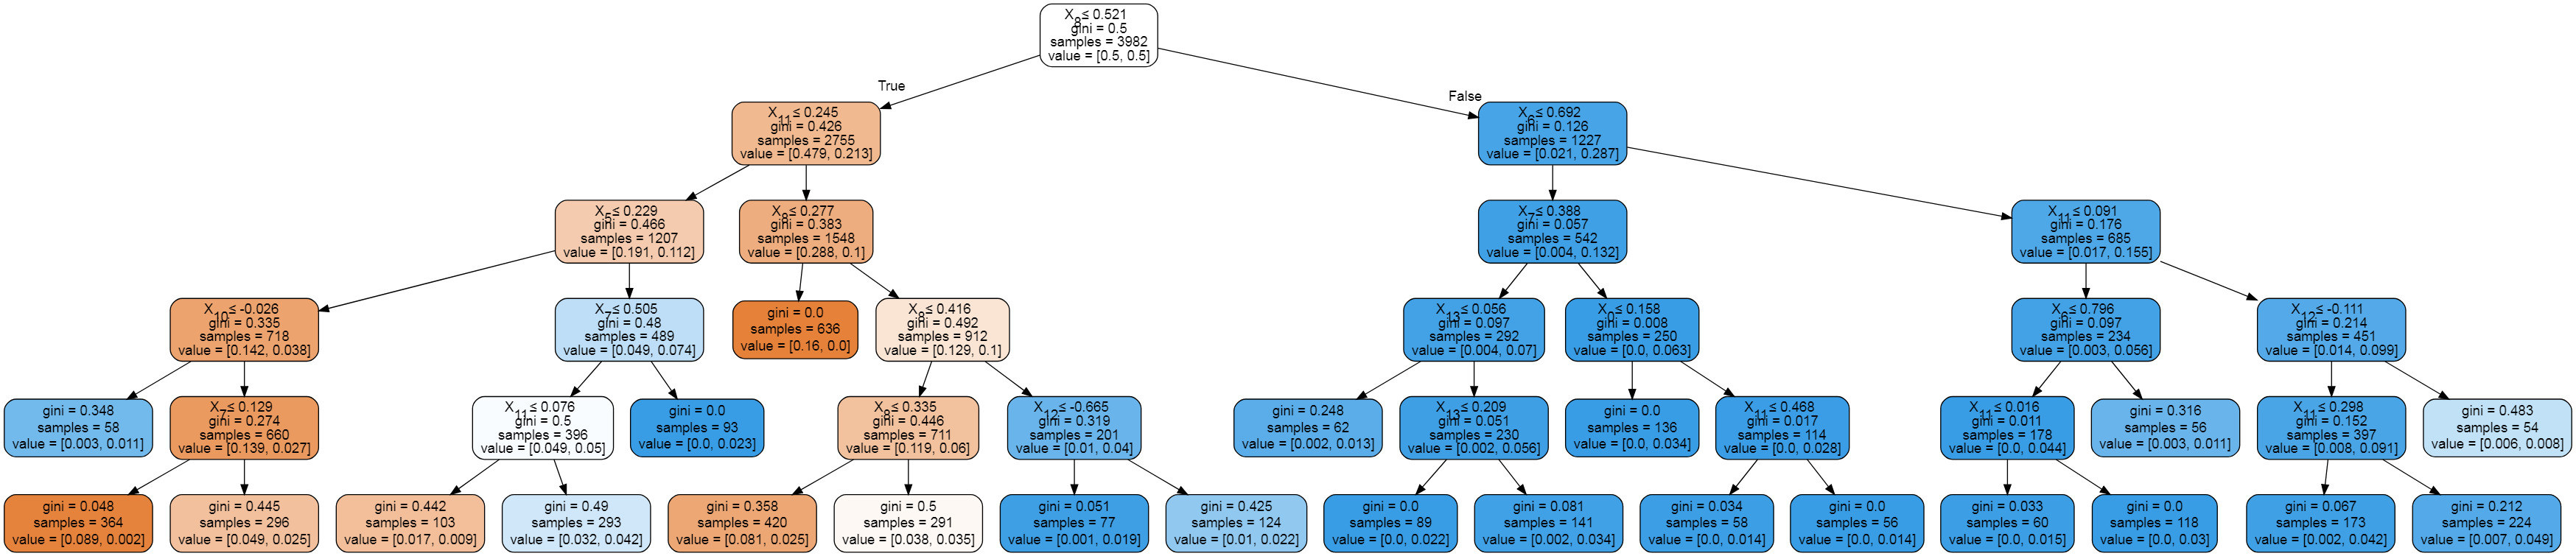 X₈ ≤ 0.521
gini = 0.5
samples = 3982
value = [0.5, 0.5]
True
False
X₁₁ ≤ 0.245
gini = 0.426
samples = 2755
value = [0.479, 0.213]
X₆ ≤ 0.692
gini = 0.126
samples = 1227
value = [0.021, 0.287]
X₅ ≤ 0.229
gini = 0.466
samples = 1207
value = [0.191, 0.112]
X₈ ≤ 0.277
gini = 0.383
samples = 1548
value = [0.288, 0.1]
X₇ ≤ 0.388
gini = 0.057
samples = 542
value = [0.004, 0.132]
X₁₁ ≤ 0.091
gini = 0.176
samples = 685
value = [0.017, 0.155]
X₁₀ ≤ -0.026
gini = 0.335
samples = 718
value = [0.142, 0.038]
X₇ ≤ 0.505
gini = 0.48
samples = 489
value = [0.049, 0.074]
gini = 0.0
samples = 636
value = [0.16, 0.0]
X₈ ≤ 0.416
gini = 0.492
samples = 912
value = [0.129, 0.1]
X₁₃ ≤ 0.056
gini = 0.097
samples = 292
value = [0.004, 0.07]
X₀ ≤ 0.158
gini = 0.008
samples = 250
value = [0.0, 0.063]
X₆ ≤ 0.796
gini = 0.097
samples = 234
value = [0.003, 0.056]
X₁₂ ≤ -0.111
gini = 0.214
samples = 451
value = [0.014, 0.099]
gini = 0.348
samples = 58
value = [0.003, 0.011]
X₇ ≤ 0.129
gini = 0.274
samples = 660
value = [0.139, 0.027]
X₁₁ ≤ 0.076
gini = 0.5
samples = 396
value = [0.049, 0.05]
gini = 0.0
samples = 93
value = [0.0, 0.023]
X₈ ≤ 0.335
gini = 0.446
samples = 711
value = [0.119, 0.06]
X₁₂ ≤ -0.665
gini = 0.319
samples = 201
value = [0.01, 0.04]
gini = 0.248
samples = 62
value = [0.002, 0.013]
X₁₃ ≤ 0.209
gini = 0.051
samples = 230
value = [0.002, 0.056]
gini = 0.0
samples = 136
value = [0.0, 0.034]
X₁₁ ≤ 0.468
gini = 0.017
samples = 114
value = [0.0, 0.028]
X₁₁ ≤ 0.016
gini = 0.011
samples = 178
value = [0.0, 0.044]
gini = 0.316
samples = 56
value = [0.003, 0.011]
X₁₁ ≤ 0.298
gini = 0.152
samples = 397
value = [0.008, 0.091]
gini = 0.483
samples = 54
value = [0.006, 0.008]
gini = 0.048
samples = 364
value = [0.089, 0.002]
gini = 0.445
samples = 296
value = [0.049, 0.025]
gini = 0.442
samples = 103
value = [0.017, 0.009]
gini = 0.49
samples = 293
value = [0.032, 0.042]
gini = 0.358
samples = 420
value = [0.081, 0.025]
gini = 0.5
samples = 291
value = [0.038, 0.035]
gini = 0.051
samples = 77
value = [0.001, 0.019]
gini = 0.425
samples = 124
value = [0.01, 0.022]
gini = 0.0
samples = 89
value = [0.0, 0.022]
gini = 0.081
samples = 141
value = [0.002, 0.034]
gini = 0.034
samples = 58
value = [0.0, 0.014]
gini = 0.0
samples = 56
value = [0.0, 0.014]
gini = 0.033
samples = 60
value = [0.0, 0.015]
gini = 0.0
samples = 118
value = [0.0, 0.03]
gini = 0.067
samples = 173
value = [0.002, 0.042]
gini = 0.212
samples = 224
value = [0.007, 0.049]